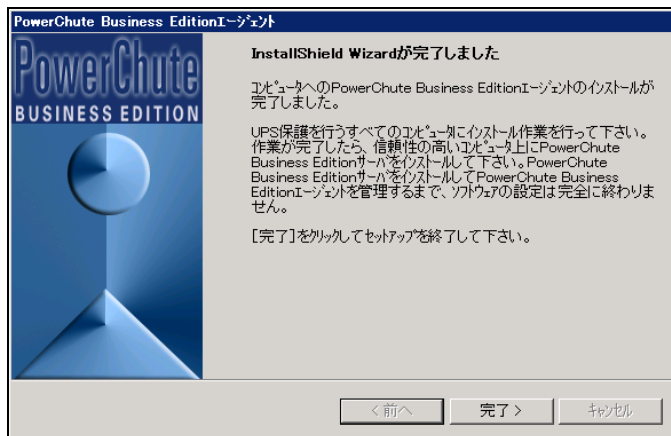 PowerChute Business Editionｴｰｼﾞｪﾝﾄ
PowerChute
BUSINESS EDITION
InstallShield Wizardが完了しました
ｺﾝﾋﾟｭｰﾀへのPowerChute Business Editionｴｰｼﾞｪﾝﾄのｲﾝｽﾄｰﾙが
完了しました。
UPS保護を行うすべてのｺﾝﾋﾟｭｰﾀにｲﾝｽﾄｰﾙ作業を行って下さい。
作業が完了したら、信頼性の高いｺﾝﾋﾟｭｰﾀ上にPowerChute
Business Editionｻｰﾊﾞをｲﾝｽﾄｰﾙして下さい。PowerChute
Business EditionｻｰﾊﾞをｲﾝｽﾄｰﾙしてPowerChute Business
Editionｴｰｼﾞｪﾝﾄを管理するまで、ｿﾌﾄｳｪｱの設定は完全に終わりま
せん。
[完了]をｸﾘｯｸしてｾｯﾄｱｯﾌﾟを終了して下さい。
< 前へ
完了 >
ｷｬﾝｾﾙ